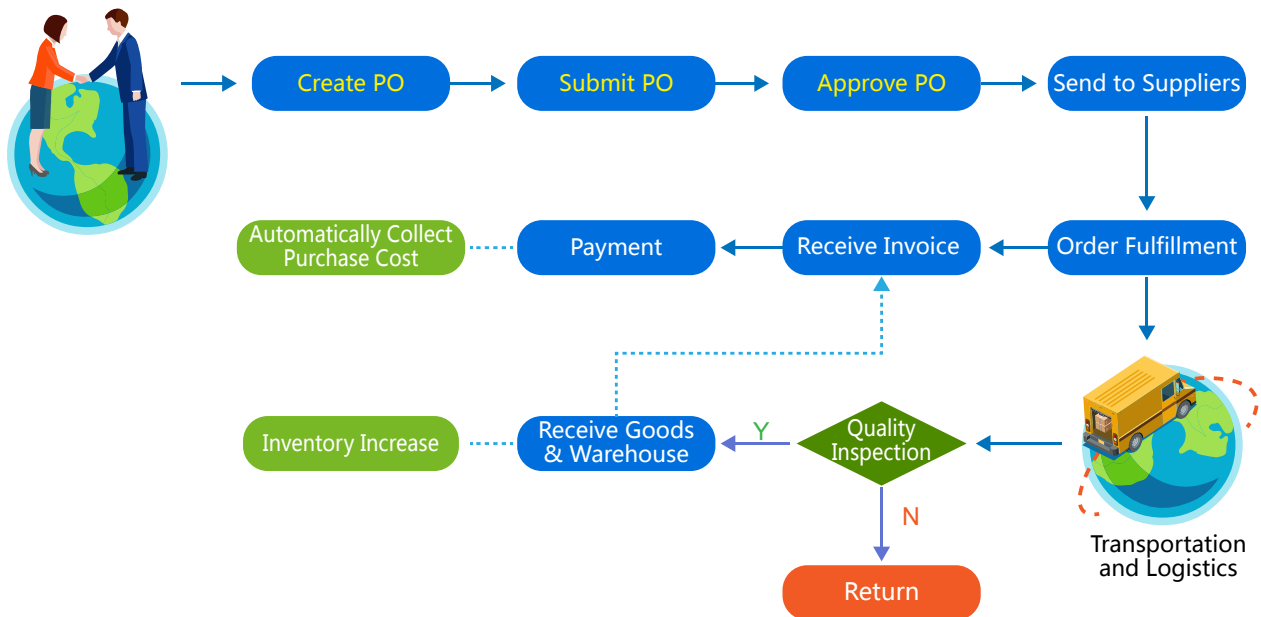 Create PO
Submit PO
Approve PO
Send to Suppliers
Automatically Collect
Purchase Cost
Payment
Receive Invoice
Order Fulfillment
Inventory Increase
Receive Goods
& Warehouse
Y
Quality
Inspection
N
Transportation
and Logistics
Return